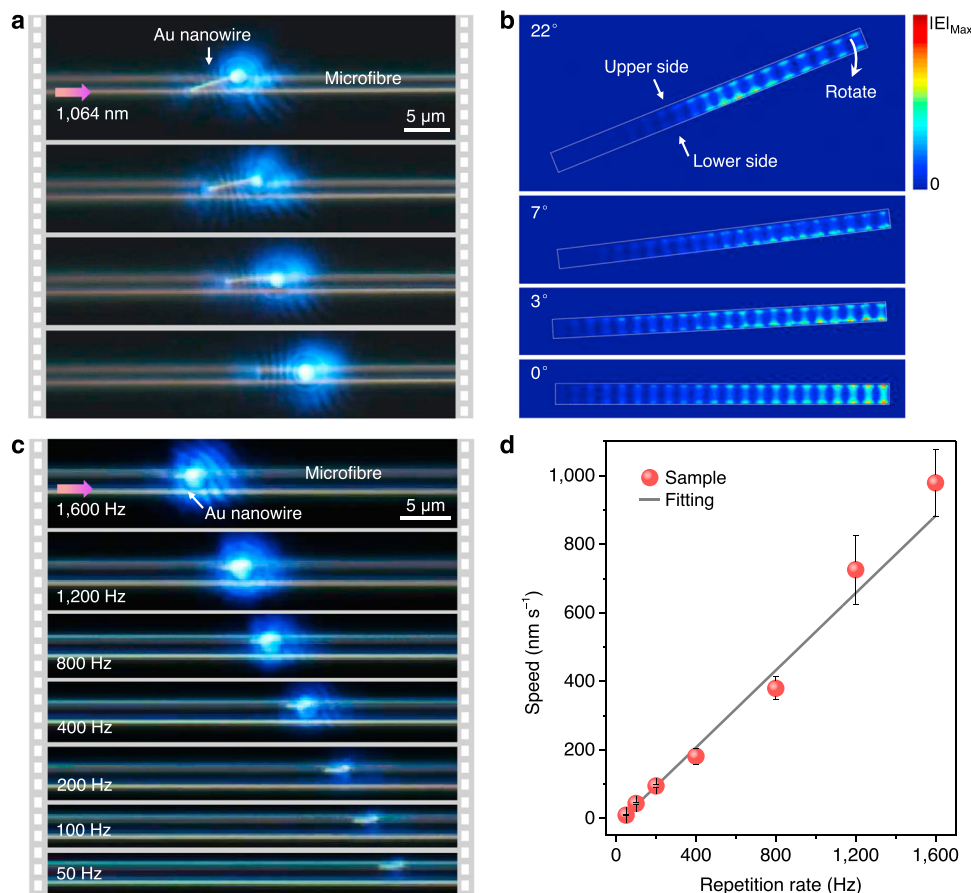 a
Au nanowire
Microfibre
1,064 nm
5 µm
b
22°
Upper side
Lower side
Rotate
|E|Max
0
7°
3°
0°
c
Microfibre
1,600 Hz
Au nanowire
5 µm
1,200 Hz
800 Hz
400 Hz
200 Hz
100 Hz
50 Hz
d
Sample
Fitting
Speed (nm s⁻¹)
1,000
800
600
400
200
0
0 400 800 1,200 1,600
Repetition rate (Hz)